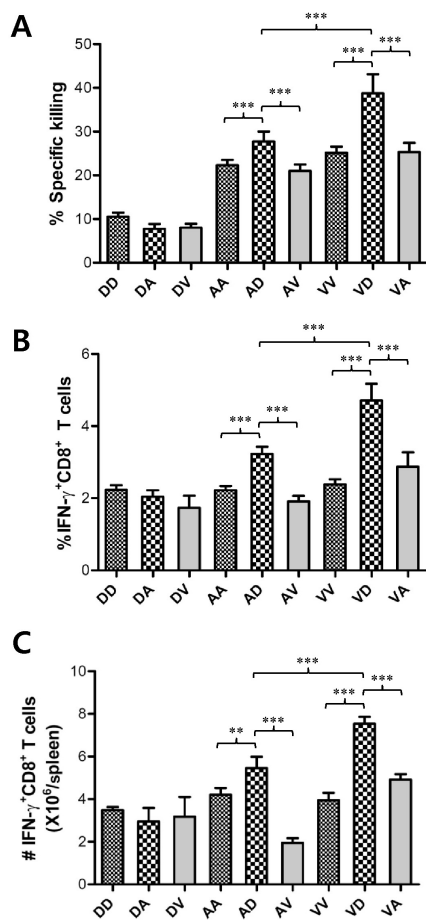 A
***
*** ***
*** ***
50
40
30
20
10
0
% Specific killing
DD DA DV AA AD AV VV VD VA
B
***
*** ***
*** ***
6
4
2
0
%IFN-γ⁺CD8⁺ T cells
DD DA DV AA AD AV VV VD VA
C
***
*** ***
** ***
10
8
6
4
2
0
# IFN-γ⁺CD8⁺ T cells
(X10⁶/spleen)
DD DA DV AA AD AV VV VD VA